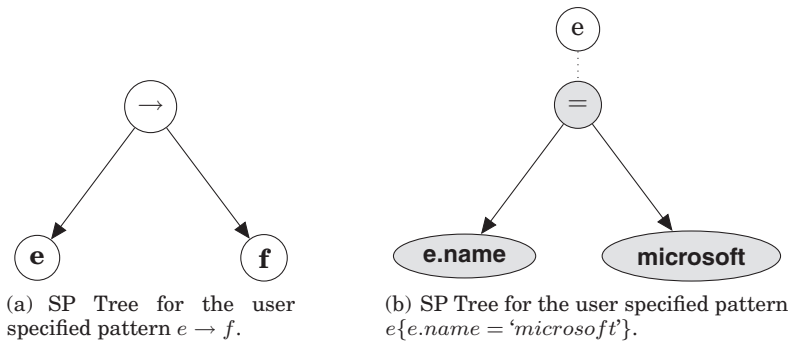 →
e
f
(a) SP Tree for the user
specified pattern e → f.
e
=
e.name
microsoft
(b) SP Tree for the user specified pattern
e{e.name = ‘microsoft’}.